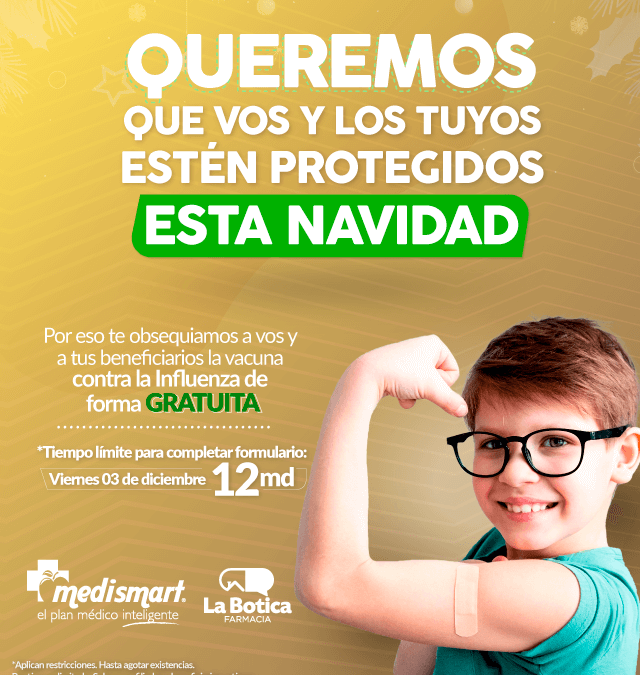 QUEREMOS
QUE VOS Y LOS TUYOS
ESTÉN PROTEGIDOS
ESTA NAVIDAD
Por eso te obsequiamos a vos y
a tus beneficiarios la vacuna
contra la Influenza de
forma GRATUITA
*Tiempo límite para completar formulario:
Viernes 03 de diciembre 12md
medismart®
el plan médico inteligente
La Botica
FARMACIA
*Aplican restricciones. Hasta agotar existencias.